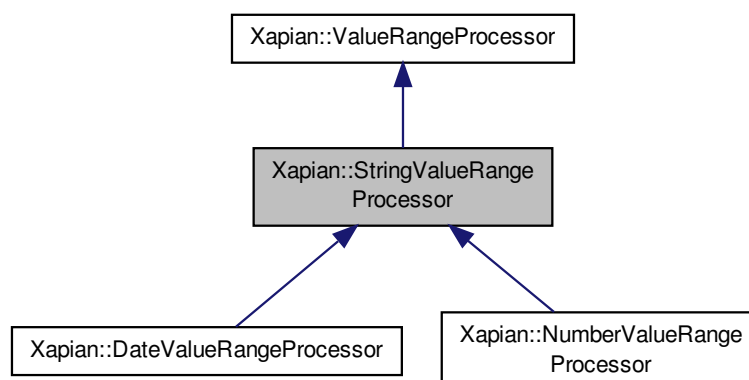 Xapian::ValueRangeProcessor
Xapian::StringValueRange
Processor
Xapian::DateValueRangeProcessor
Xapian::NumberValueRange
Processor